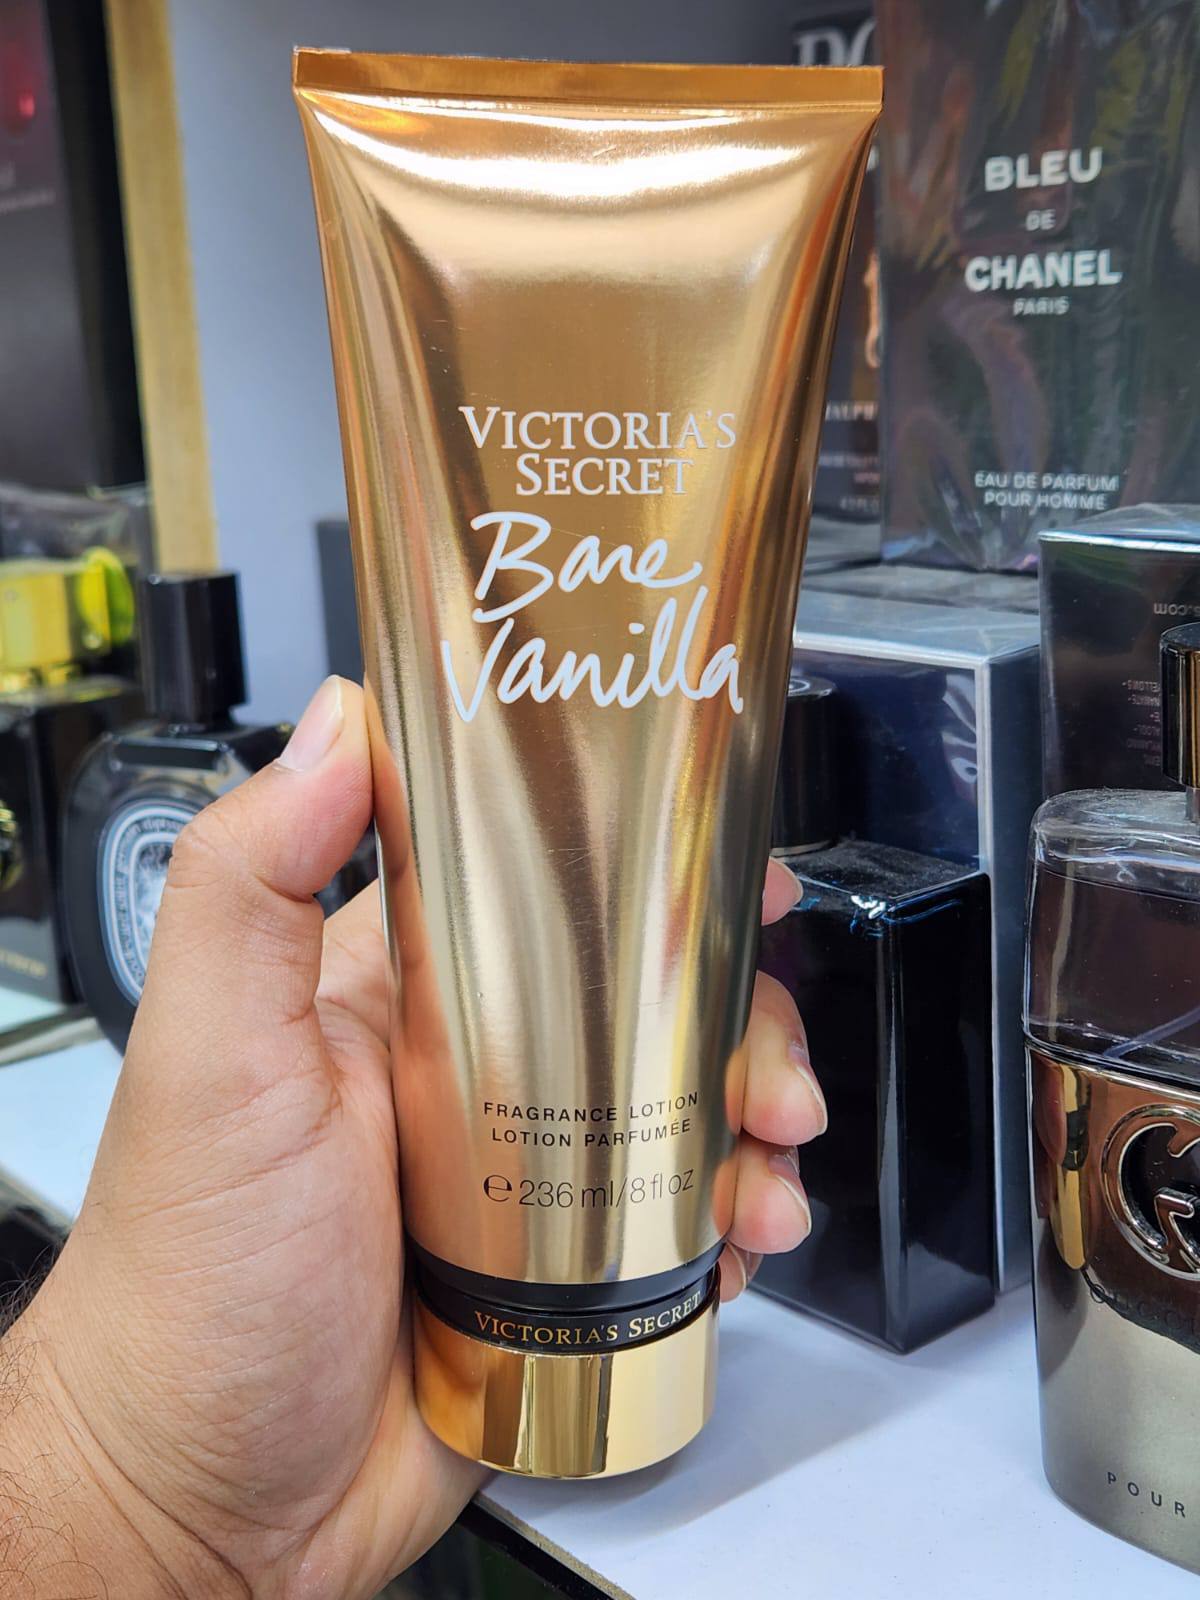 VICTORIA'S
SECRET
Bare
Vanilla
FRAGRANCE LOTION
LOTION PARFUMÉE
℮ 236 ml/8 fl oz
VICTORIA'S SECRET
BLEU
DE
CHANEL
PARIS
EAU DE PARFUM
POUR HOMME
POUR